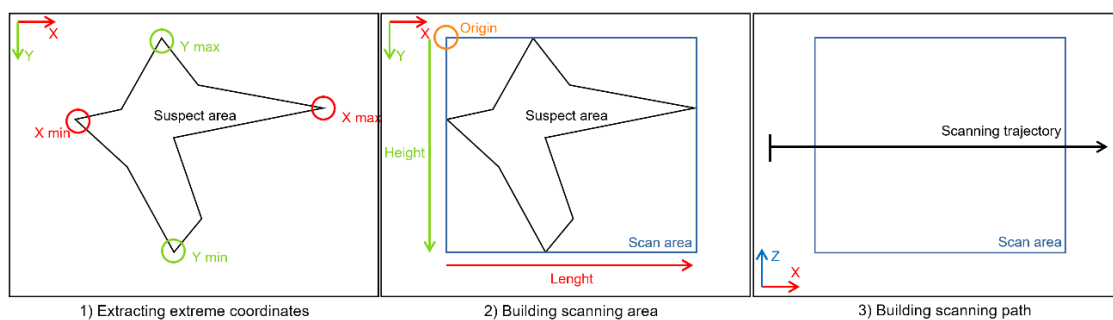 X
Y
Y max
Suspect area
X min
X max
Y min
1) Extracting extreme coordinates
X
Y
Origin
Suspect area
Height
Scan area
Lenght
2) Building scanning area
Scanning trajectory
Scan area
Z
X
3) Building scanning path